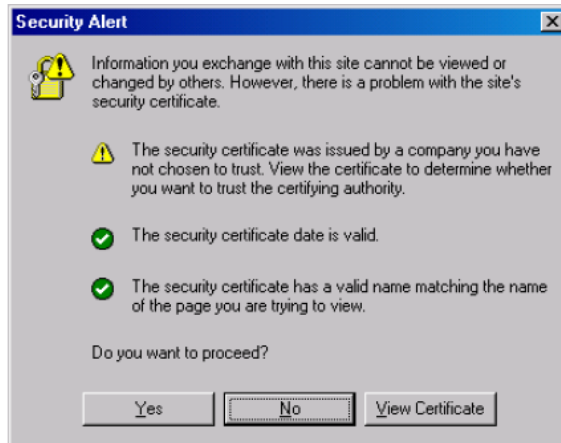 Security Alert
Information you exchange with this site cannot be viewed or
changed by others. However, there is a problem with the site's
security certificate.
The security certificate was issued by a company you have
not chosen to trust. View the certificate to determine whether
you want to trust the certifying authority.
The security certificate date is valid.
The security certificate has a valid name matching the name
of the page you are trying to view.
Do you want to proceed?
Yes No View Certificate